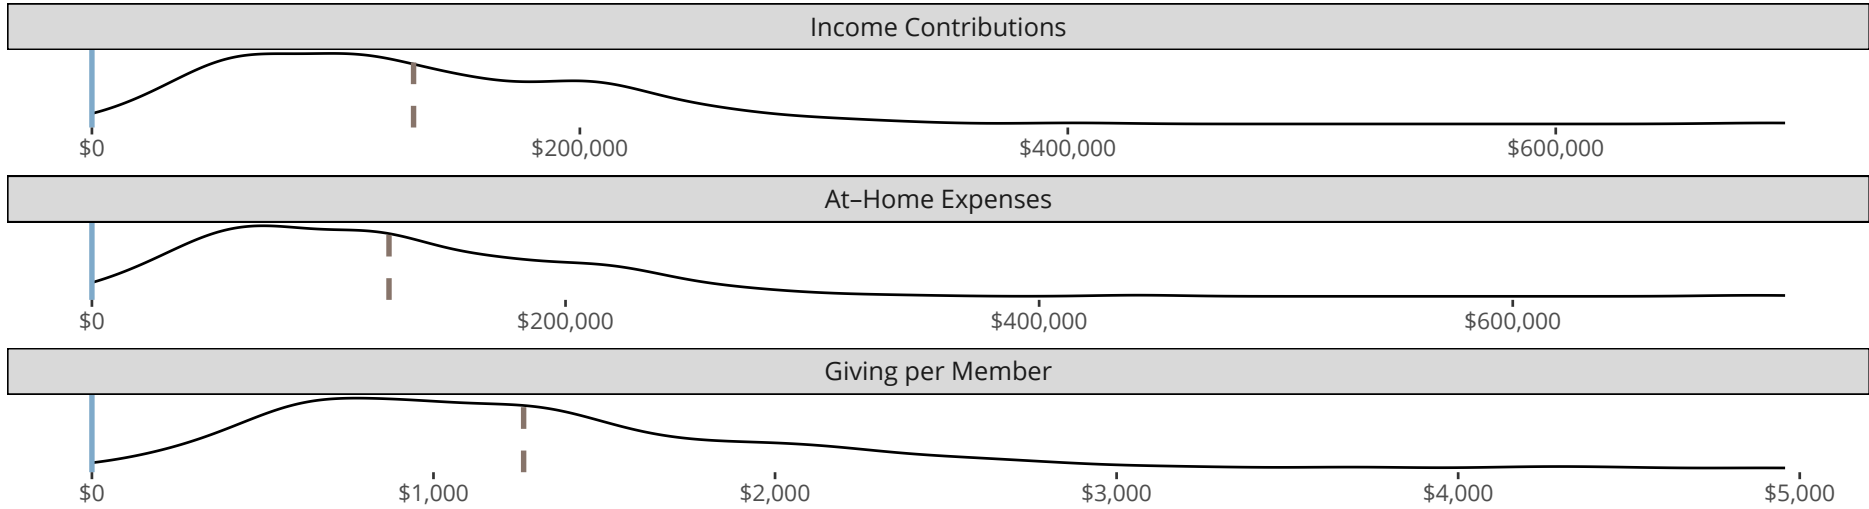 Income Contributions
$0 $200,000 $400,000 $600,000
At–Home Expenses
$0 $200,000 $400,000 $600,000
Giving per Member
$0 $1,000 $2,000 $3,000 $4,000 $5,000